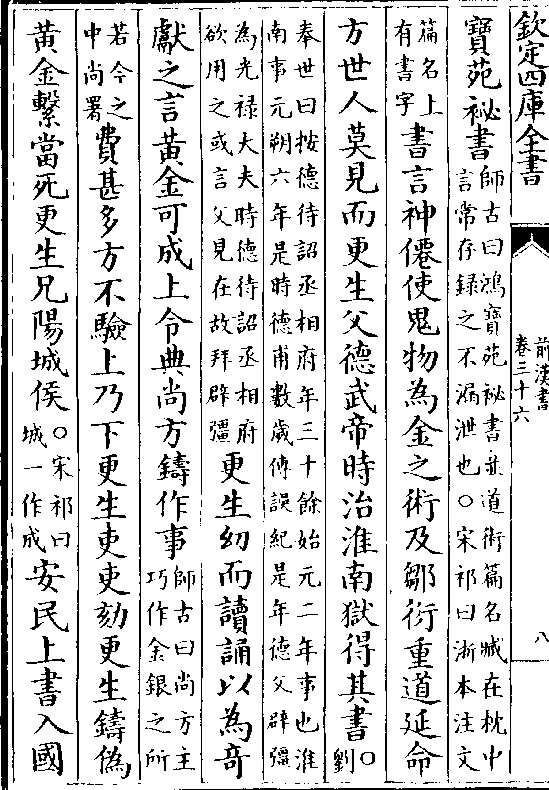 欽定四庫全書
前漢書
卷三十六
八
寶苑祕書師古曰鴻寶苑祕書並道術篇名臧在枕中
言常存録之不漏泄也○宋祁曰浙本注文
篇名上
有書字書言神僊使鬼物為金之術及鄒衍重道延命
方世人莫見而更生父德武帝時治淮南獄得其書○劉
奉世曰按德待詔丞相府年三十餘始元二年事也淮
南事元朔六年是時德甫數歲傳誤紀是年德父辟彊
為光禄大夫時德待詔丞相府
欲用之或言父見在故拜辟彊更生幼而讀誦以為奇
獻之言黄金可成上令典尚方鑄作事師古曰尚方主
巧作金銀之所
若今之
中尚署費甚多方不驗上乃下更生吏吏劾更生鑄偽
黄金繫當死更生兄陽城侯○宋祁曰
城一作成安民上書入國